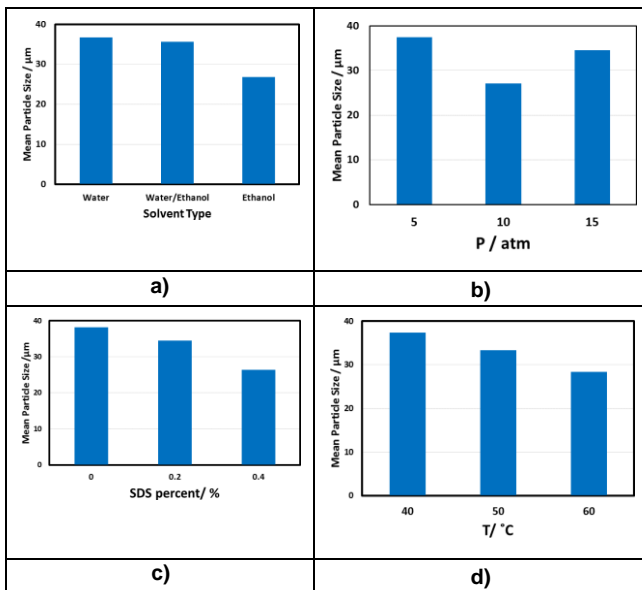 Mean Particle Size / μm
40
30
20
10
0
Water
Water/Ethanol
Ethanol
Solvent Type
a)
Mean Particle Size / μm
40
30
20
10
0
5
10
15
P / atm
b)
Mean Particle Size /μm
40
30
20
10
0
0
0.2
0.4
SDS percent/ %
c)
Mean Particle Size / μm
40
30
20
10
0
40
50
60
T/ °C
d)